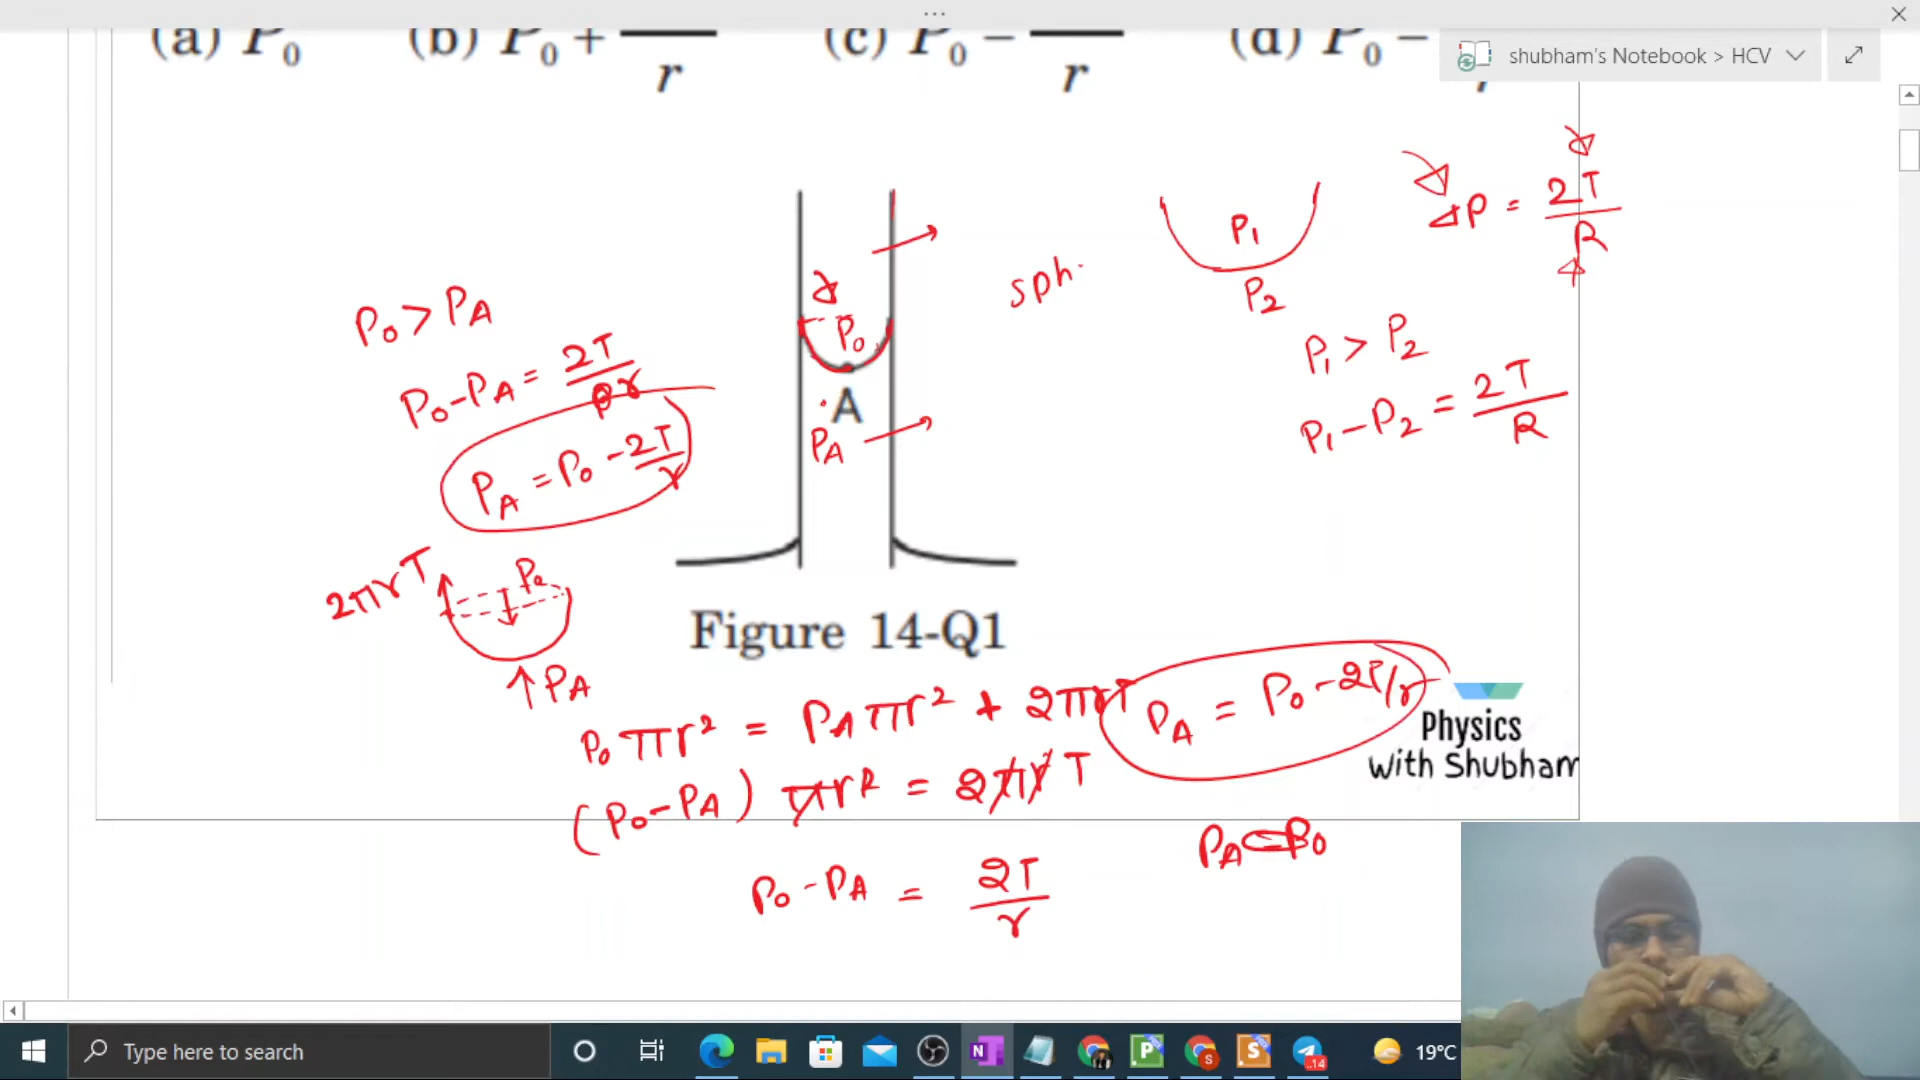 (a) P0 (b) P0 + r (c) P0 − r (d) P0 −
shubham's Notebook > HCV
ΔP = 2T/R
P1
P2
sph.
P0 > PA
P0
P1 > P2
P0-PA = 2T/r
P1-P2 = 2T/R
A
PA
PA = P0 - 2T/r
2πrT
PA
Figure 14-Q1
P0 πr² = PA πr² + 2πrT
PA = P0 - 2T/r
Physics
With Shubham
(P0-PA) πr² = 2πr T
PA P0
P0 - PA = 2T/r
Type here to search
14
19°C